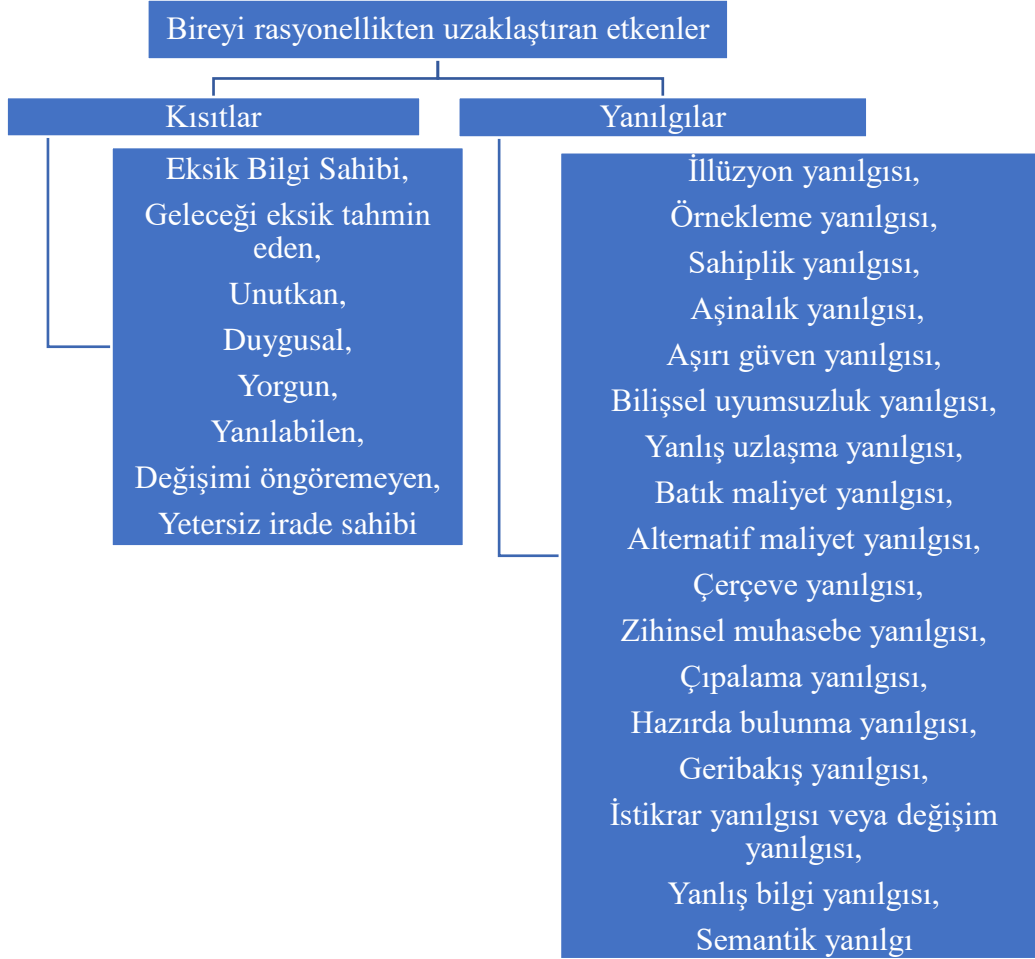 Bireyi rasyonellikten uzaklaştıran etkenler
Kısıtlar
Eksik Bilgi Sahibi,
Geleceği eksik tahmin
eden,
Unutkan,
Duygusal,
Yorgun,
Yanılabilen,
Değişimi öngöremeyen,
Yetersiz irade sahibi
Yanılgılar
İllüzyon yanılgısı,
Örnekleme yanılgısı,
Sahiplik yanılgısı,
Aşinalık yanılgısı,
Aşırı güven yanılgısı,
Bilişsel uyumsuzluk yanılgısı,
Yanlış uzlaşma yanılgısı,
Batık maliyet yanılgısı,
Alternatif maliyet yanılgısı,
Çerçeve yanılgısı,
Zihinsel muhasebe yanılgısı,
Çıpalama yanılgısı,
Hazırda bulunma yanılgısı,
Geribakış yanılgısı,
İstikrar yanılgısı veya değişim
yanılgısı,
Yanlış bilgi yanılgısı,
Semantik yanılgı